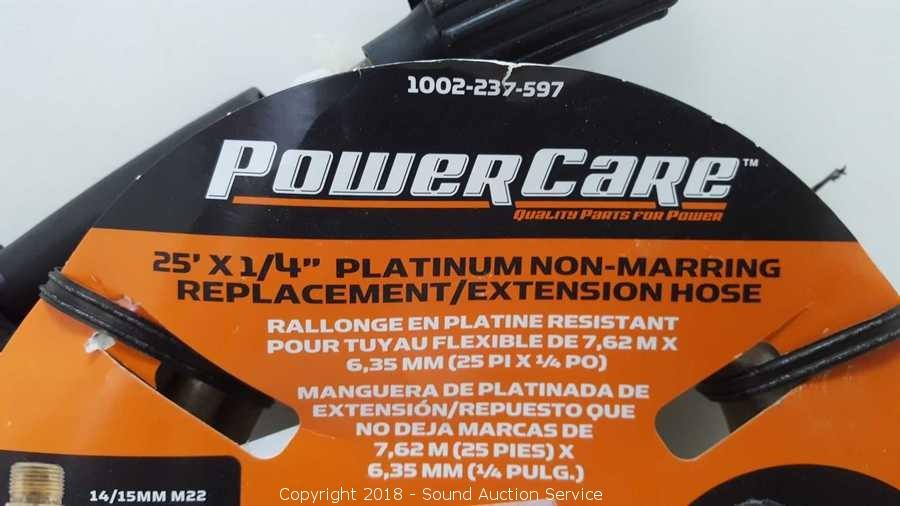 1002-237-597
PowerCare™
Quality Parts for Power
25' X 1/4" PLATINUM NON-MARRING
REPLACEMENT/EXTENSION HOSE
RALLONGE EN PLATINE RESISTANT
POUR TUYAU FLEXIBLE DE 7,62 M X
6,35 MM (25 PI X ¼ PO)
MANGUERA DE PLATINADA DE
EXTENSIÓN/REPUESTO QUE
NO DEJA MARCAS DE
7,62 M (25 PIES) X
6,35 MM (¼ PULG.)
14/15MM M22
Copyright 2018 - Sound Auction Service